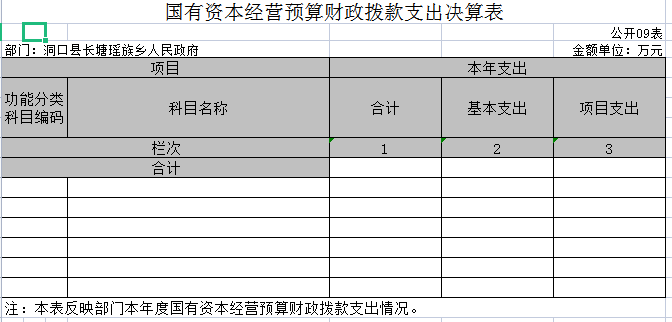 国有资本经营预算财政拨款支出决算表
公开09表
部门：洞口县长塘瑶族乡人民政府 金额单位：万元
项目 本年支出
功能分类科目编码 科目名称 合计 基本支出 项目支出
栏次 1 2 3
合计
注：本表反映部门本年度国有资本经营预算财政拨款支出情况。